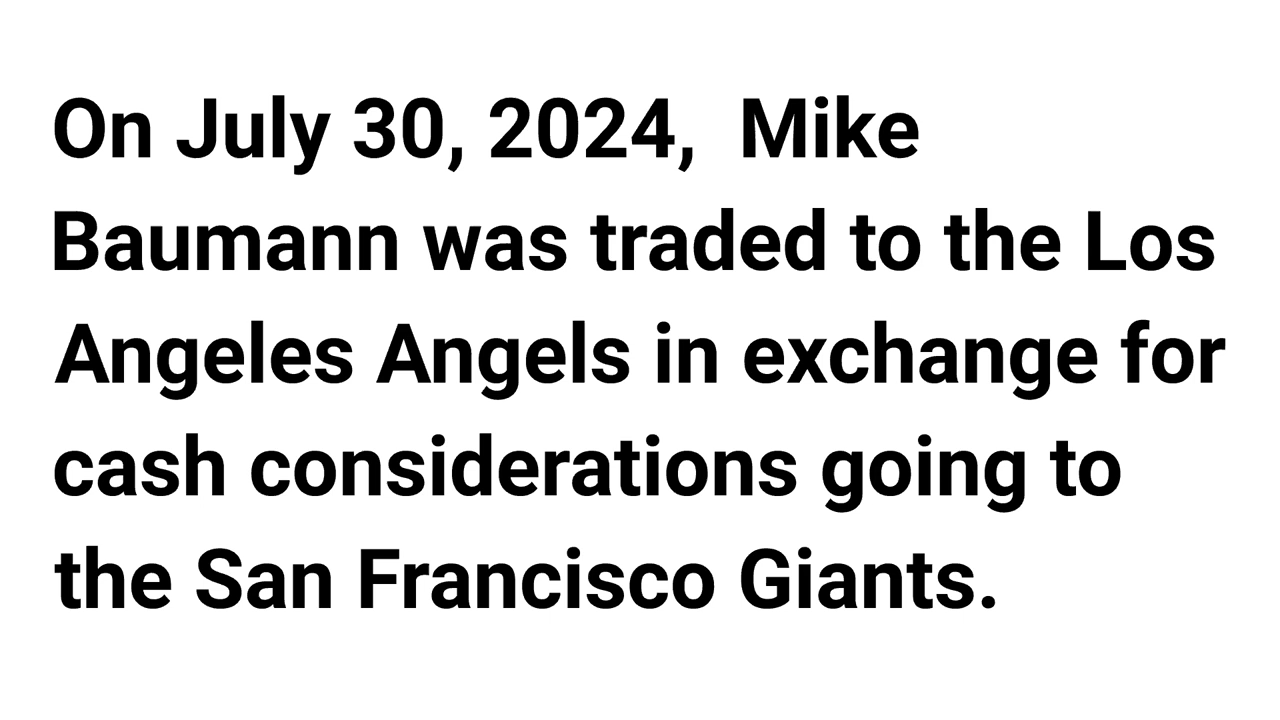 On July 30, 2024,  Mike
Baumann was traded to the Los
Angeles Angels in exchange for
cash considerations going to
the San Francisco Giants.